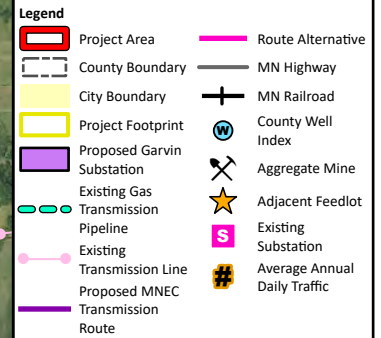 Legend
Project Area
County Boundary
City Boundary
Project Footprint
Proposed Garvin
Substation
Existing Gas
Transmission
Pipeline
Existing
Transmission Line
Proposed MNEC
Transmission
Route
Route Alternative
MN Highway
MN Railroad
W
County Well
Index
Aggregate Mine
Adjacent Feedlot
S
Existing
Substation
#
Average Annual
Daily Traffic